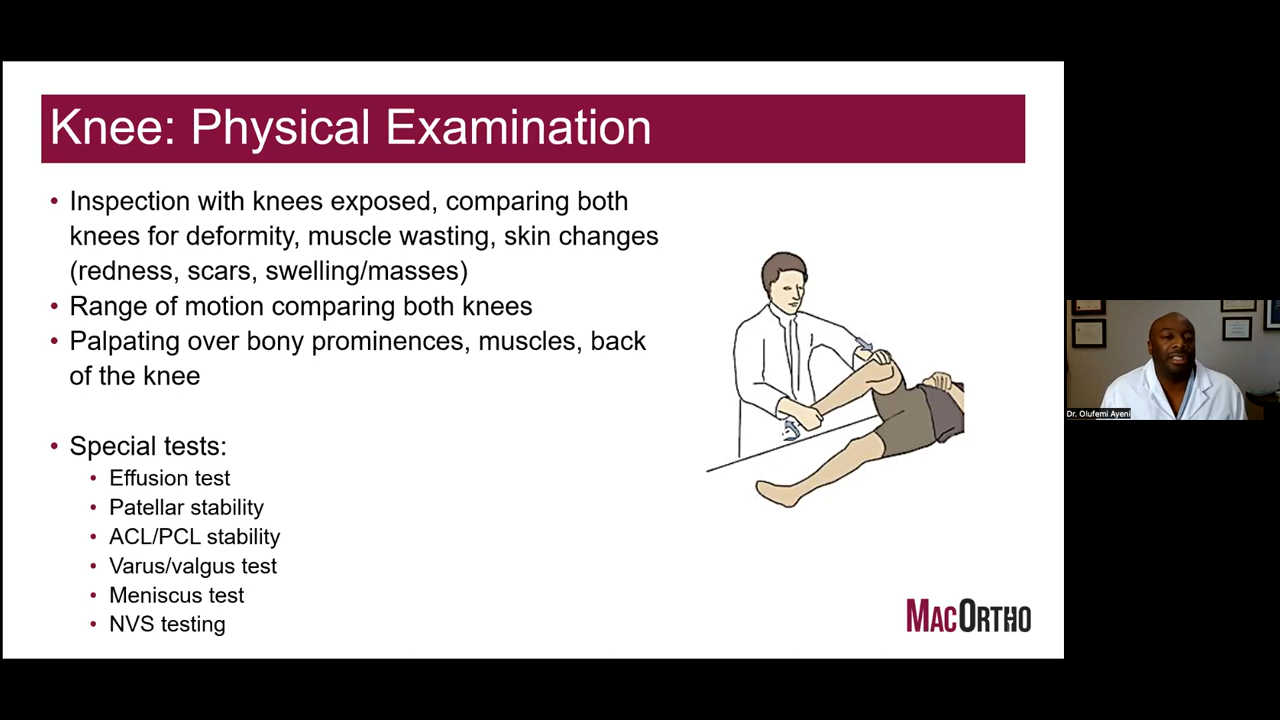 Knee: Physical Examination
• Inspection with knees exposed, comparing both
knees for deformity, muscle wasting, skin changes
(redness, scars, swelling/masses)
• Range of motion comparing both knees
• Palpating over bony prominences, muscles, back
of the knee
• Special tests:
• Effusion test
• Patellar stability
• ACL/PCL stability
• Varus/valgus test
• Meniscus test
• NVS testing
MACORTHO
Dr. Olufemi Ayeni